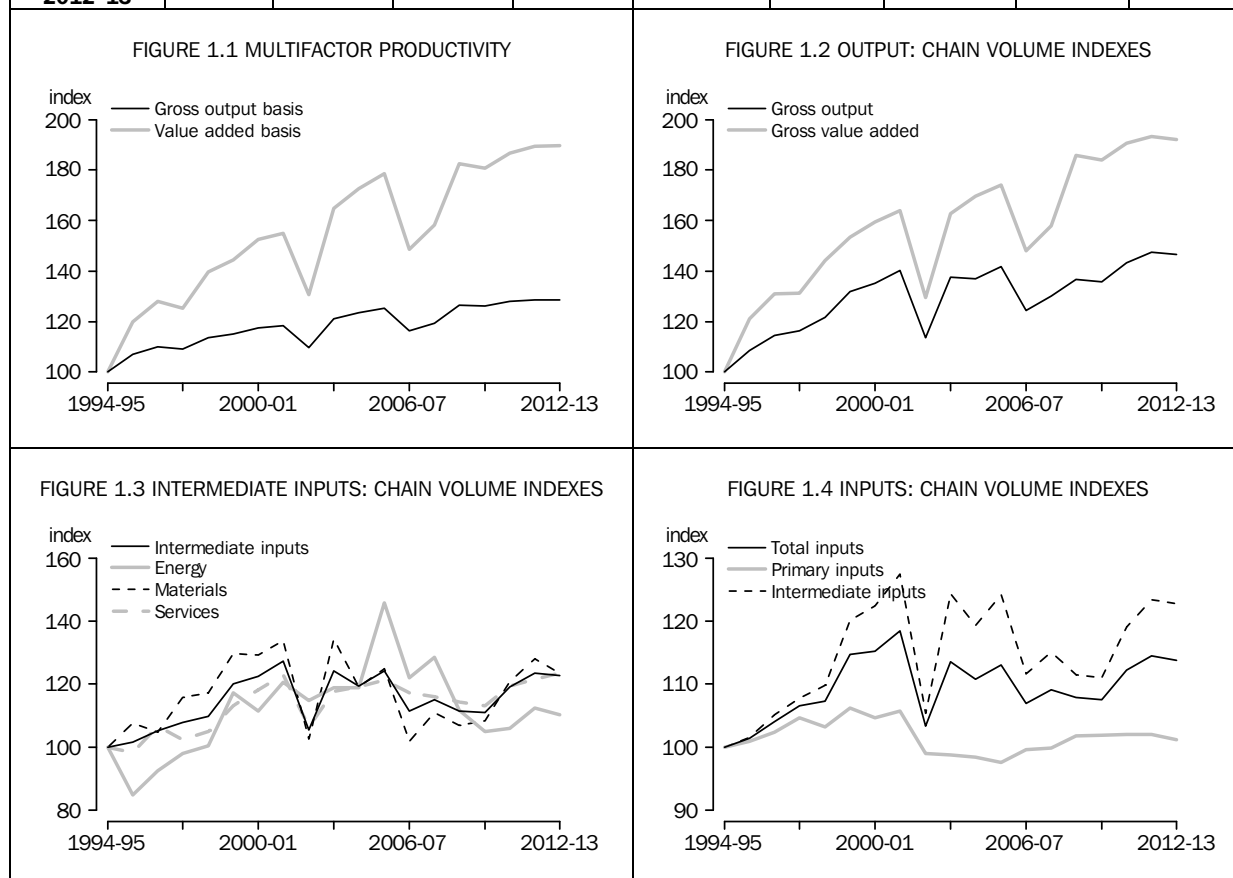 2012-13
FIGURE 1.1 MULTIFACTOR PRODUCTIVITY
index
Gross output basis
Value added basis
200
180
160
140
120
100
1994-95
2000-01
2006-07
2012-13
FIGURE 1.2 OUTPUT: CHAIN VOLUME INDEXES
index
Gross output
Gross value added
200
180
160
140
120
100
1994-95
2000-01
2006-07
2012-13
FIGURE 1.3 INTERMEDIATE INPUTS: CHAIN VOLUME INDEXES
index
Intermediate inputs
Energy
Materials
Services
160
140
120
100
80
1994-95
2000-01
2006-07
2012-13
FIGURE 1.4 INPUTS: CHAIN VOLUME INDEXES
index
Total inputs
Primary inputs
Intermediate inputs
130
120
110
100
90
1994-95
2000-01
2006-07
2012-13